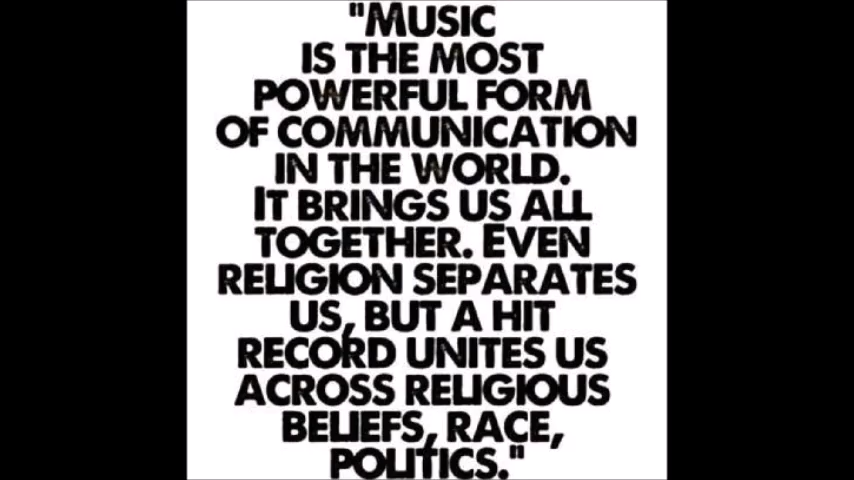 "MUSIC
IS THE MOST
POWERFUL FORM
OF COMMUNICATION
IN THE WORLD.
IT BRINGS US ALL
TOGETHER. EVEN
RELIGION SEPARATES
US, BUT A HIT
RECORD UNITES US
ACROSS RELIGIOUS
BELIEFS, RACE,
POLITICS."